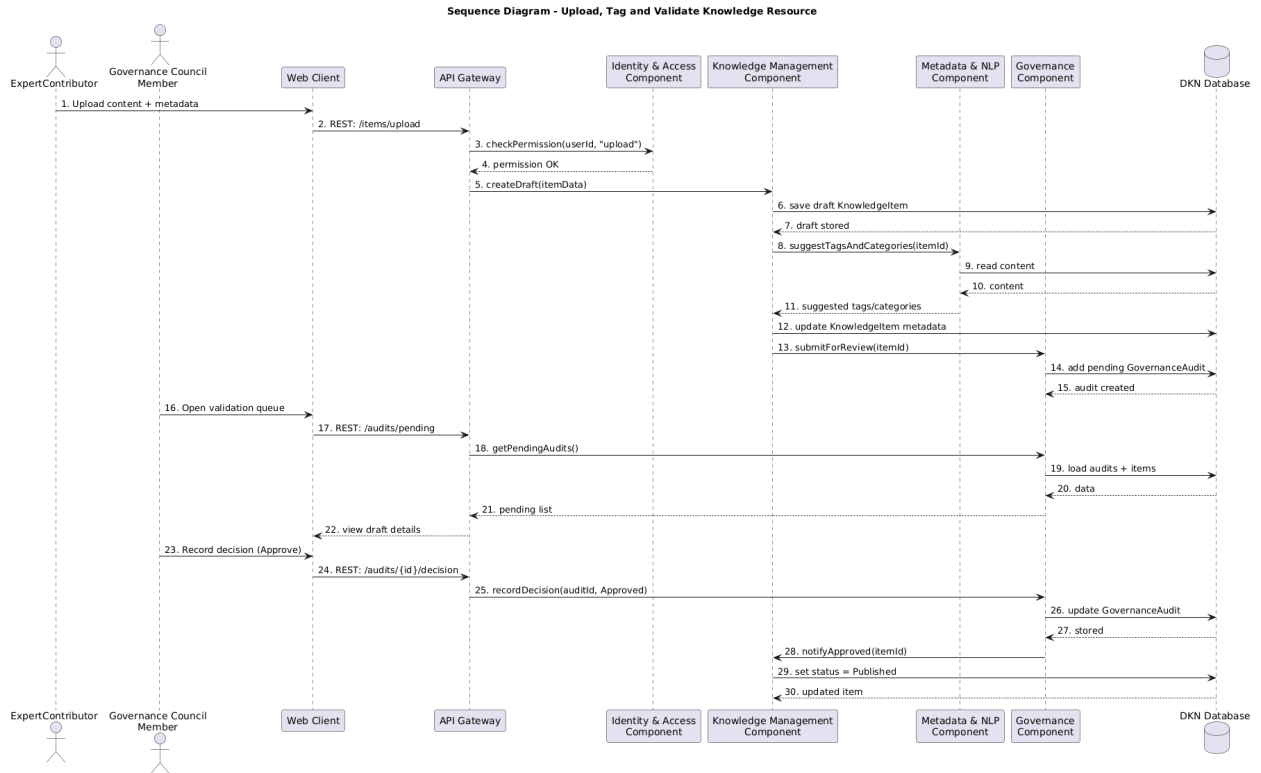 Sequence Diagram - Upload, Tag and Validate Knowledge Resource
ExpertContributor
Governance Council
Member
Web Client
API Gateway
Identity & Access
Component
Knowledge Management
Component
Metadata & NLP
Component
Governance
Component
DKN Database
1. Upload content + metadata
2. REST: /items/upload
3. checkPermission(userId, "upload")
4. permission OK
5. createDraft(itemData)
6. save draft KnowledgeItem
7. draft stored
8. suggestTagsAndCategories(itemId)
9. read content
10. content
11. suggested tags/categories
12. update KnowledgeItem metadata
13. submitForReview(itemId)
14. add pending GovernanceAudit
15. audit created
16. Open validation queue
17. REST: /audits/pending
18. getPendingAudits()
19. load audits + items
20. data
21. pending list
22. view draft details
23. Record decision (Approve)
24. REST: /audits/{id}/decision
25. recordDecision(auditId, Approved)
26. update GovernanceAudit
27. stored
28. notifyApproved(itemId)
29. set status = Published
30. updated item
ExpertContributor
Governance Council
Member
Web Client
API Gateway
Identity & Access
Component
Knowledge Management
Component
Metadata & NLP
Component
Governance
Component
DKN Database